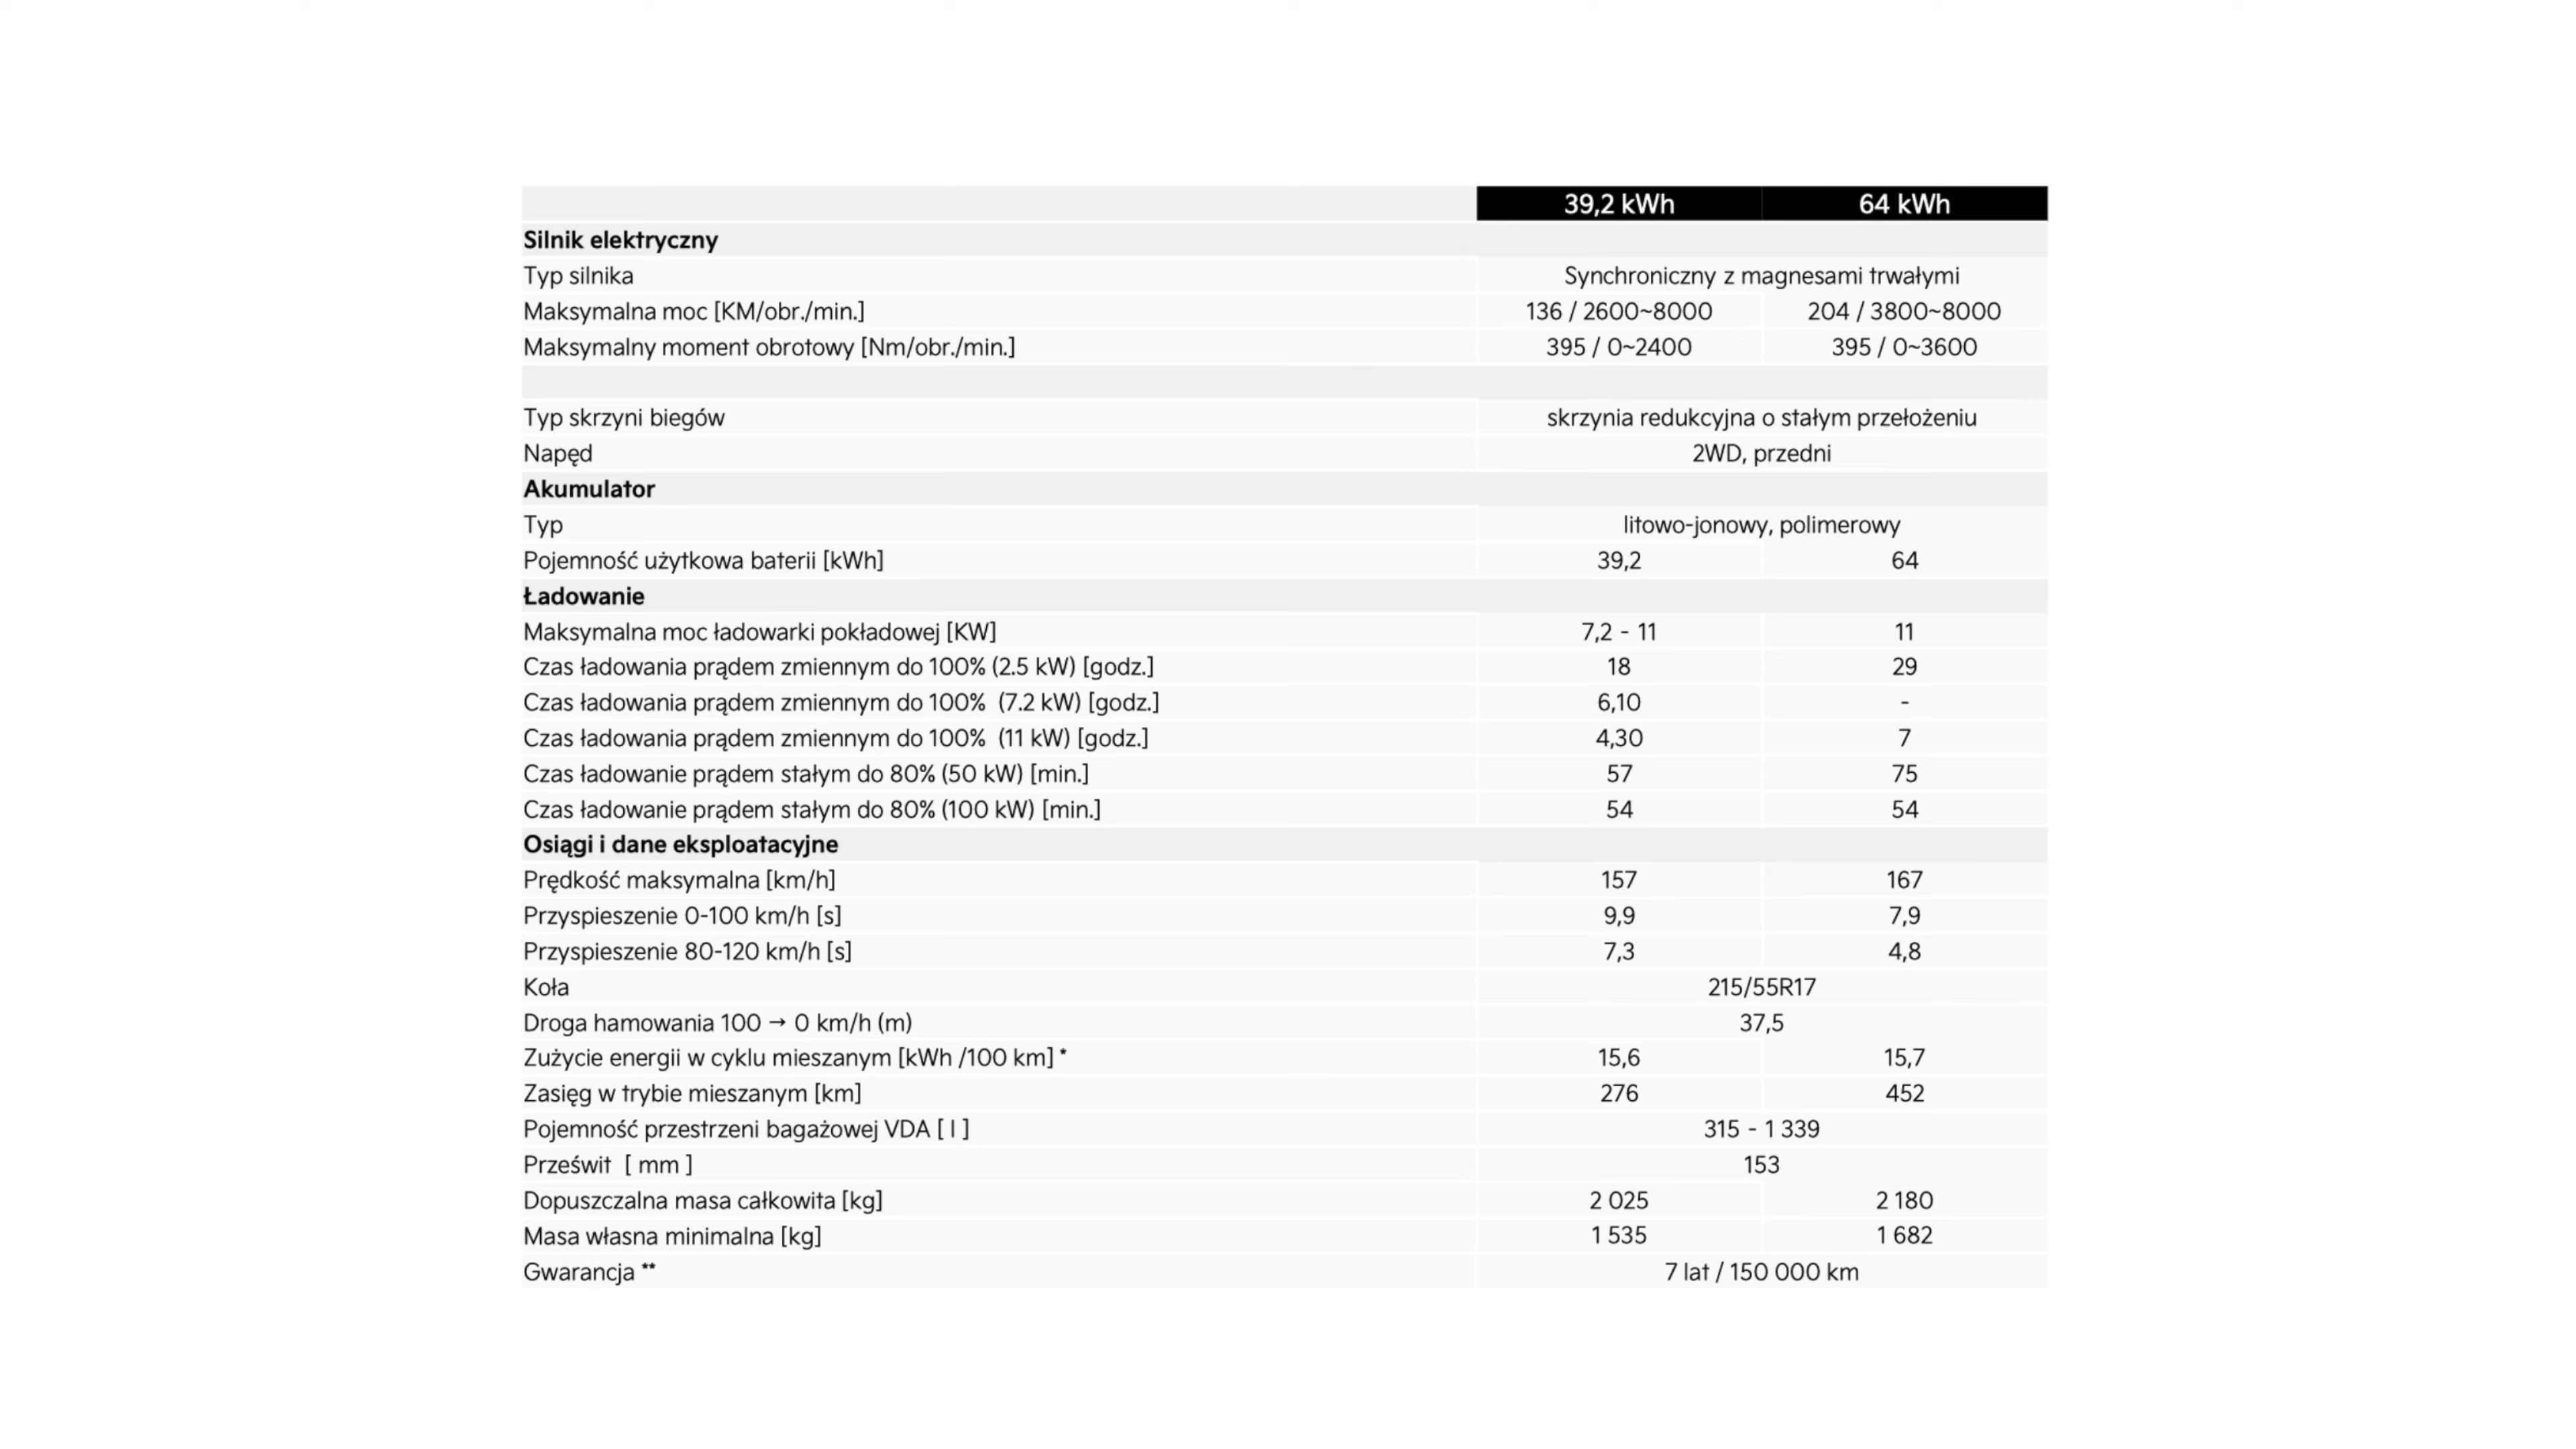 39,2 kWh 64 kWh
Silnik elektryczny
Typ silnika Synchroniczny z magnesami trwałymi
Maksymalna moc [KM/obr./min.] 136 / 2600~8000 204 / 3800~8000
Maksymalny moment obrotowy [Nm/obr./min.] 395 / 0~2400 395 / 0~3600
Typ skrzyni biegów skrzynia redukcyjna o stałym przełożeniu
Napęd 2WD, przedni
Akumulator
Typ litowo-jonowy, polimerowy
Pojemność użytkowa baterii [kWh] 39,2 64
Ładowanie
Maksymalna moc ładowarki pokładowej [KW] 7,2 - 11 11
Czas ładowania prądem zmiennym do 100% (2.5 kW) [godz.] 18 29
Czas ładowania prądem zmiennym do 100% (7.2 kW) [godz.] 6,10 -
Czas ładowania prądem zmiennym do 100% (11 kW) [godz.] 4,30 7
Czas ładowanie prądem stałym do 80% (50 kW) [min.] 57 75
Czas ładowanie prądem stałym do 80% (100 kW) [min.] 54 54
Osiągi i dane eksploatacyjne
Prędkość maksymalna [km/h] 157 167
Przyspieszenie 0-100 km/h [s] 9,9 7,9
Przyspieszenie 80-120 km/h [s] 7,3 4,8
Koła 215/55R17
Droga hamowania 100 → 0 km/h (m) 37,5
Zużycie energii w cyklu mieszanym [kWh /100 km] * 15,6 15,7
Zasięg w trybie mieszanym [km] 276 452
Pojemność przestrzeni bagażowej VDA [ l ] 315 - 1 339
Prześwit [ mm ] 153
Dopuszczalna masa całkowita [kg] 2 025 2 180
Masa własna minimalna [kg] 1 535 1 682
Gwarancja ** 7 lat / 150 000 km